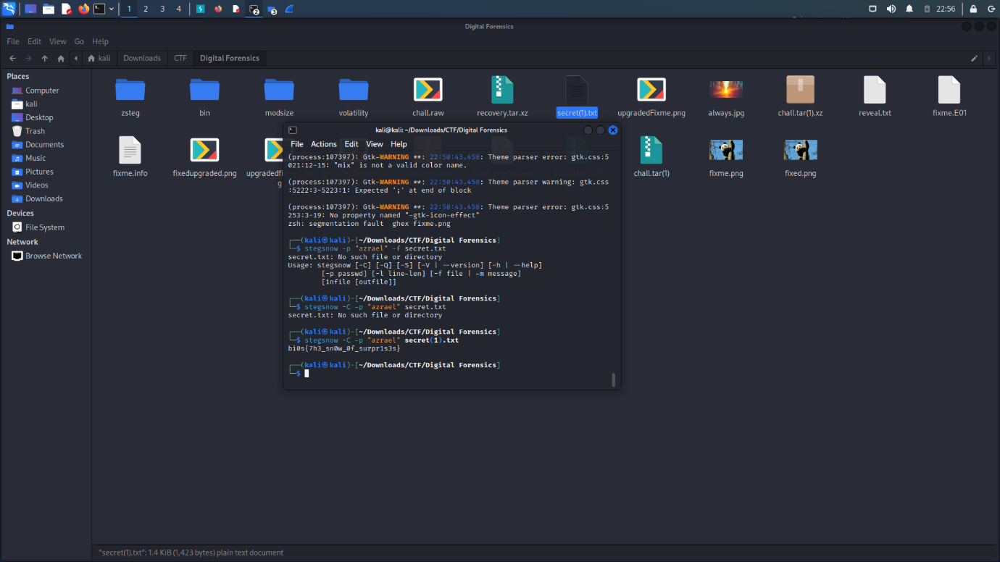 1 2 3 4 2 3 22:56
Digital Forensics
File Edit View Go Help
kali Downloads CTF Digital Forensics
Places
Computer
kali
Desktop
Trash
Documents
Music
Pictures
Videos
Downloads
Devices
File System
Network
Browse Network
zsteg bin modsize volatility chall.raw recovery.tar.xz secret(1).txt upgradedFixme.png always.jpg chall.tar(1).xz reveal.txt fixme.E01
fixme.info fixedupgraded.png upgradedfi g chall.tar(1) fixme.png fixed.png
kali@kali: ~/Downloads/CTF/Digital Forensics
File Actions Edit View Help
(process:107397): Gtk-WARNING **: 22:50:43.458: Theme parser error: gtk.css:5
021:12-15: "mix" is not a valid color name.
(process:107397): Gtk-WARNING **: 22:50:43.458: Theme parser warning: gtk.css
:5222:3-5223:1: Expected ';' at end of block
(process:107397): Gtk-WARNING **: 22:50:43.458: Theme parser error: gtk.css:5
253:3-19: No property named "-gtk-icon-effect"
zsh: segmentation fault  ghex fixme.png
┌──(kali㉿kali)-[~/Downloads/CTF/Digital Forensics]
└─$ stegsnow -p "azrael" -f secret.txt
secret.txt: No such file or directory
Usage: stegsnow [-C] [-Q] [-S] [-V | --version] [-h | --help]
[-p passwd] [-l line-len] [-f file | -m message]
[infile [outfile]]
┌──(kali㉿kali)-[~/Downloads/CTF/Digital Forensics]
└─$ stegsnow -C -p "azrael" secret.txt
secret.txt: No such file or directory
┌──(kali㉿kali)-[~/Downloads/CTF/Digital Forensics]
└─$ stegsnow -C -p "azrael" secret(1).txt
bi0s{7h3_sn0w_0f_surpr1s3s}
┌──(kali㉿kali)-[~/Downloads/CTF/Digital Forensics]
└─$
"secret(1).txt": 1.4 KiB (1,423 bytes) plain text document